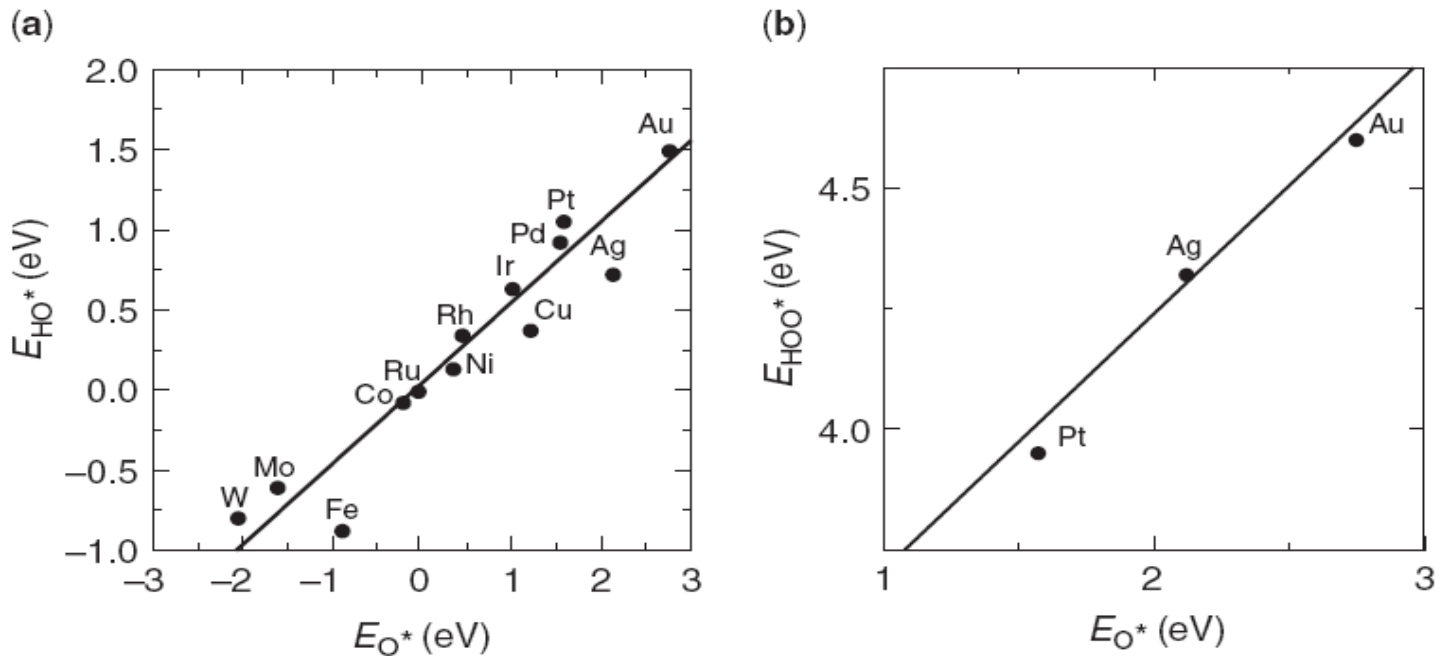 (a)
2.0
1.5
1.0
0.5
0.0
−0.5
−1.0
E_HO* (eV)
Au
Pt
Pd
Ag
Ir
Cu
Rh
Ni
Ru
Co
Mo
W
Fe
−3 −2 −1 0 1 2 3
E_O* (eV)
(b)
4.5
4.0
E_HOO* (eV)
Au
Ag
Pt
1 2 3
E_O* (eV)